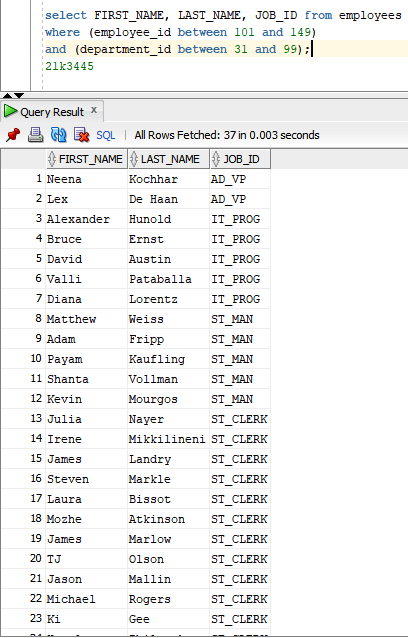 select FIRST_NAME, LAST_NAME, JOB_ID from employees
where (employee_id between 101 and 149)
and (department_id between 31 and 99);
21k3445
Query Result x
SQL | All Rows Fetched: 37 in 0.003 seconds
FIRST_NAME LAST_NAME JOB_ID
1 Neena Kochhar AD_VP
2 Lex De Haan AD_VP
3 Alexander Hunold IT_PROG
4 Bruce Ernst IT_PROG
5 David Austin IT_PROG
6 Valli Pataballa IT_PROG
7 Diana Lorentz IT_PROG
8 Matthew Weiss ST_MAN
9 Adam Fripp ST_MAN
10 Payam Kaufling ST_MAN
11 Shanta Vollman ST_MAN
12 Kevin Mourgos ST_MAN
13 Julia Nayer ST_CLERK
14 Irene Mikkilineni ST_CLERK
15 James Landry ST_CLERK
16 Steven Markle ST_CLERK
17 Laura Bissot ST_CLERK
18 Mozhe Atkinson ST_CLERK
19 James Marlow ST_CLERK
20 TJ Olson ST_CLERK
21 Jason Mallin ST_CLERK
22 Michael Rogers ST_CLERK
23 Ki Gee ST_CLERK